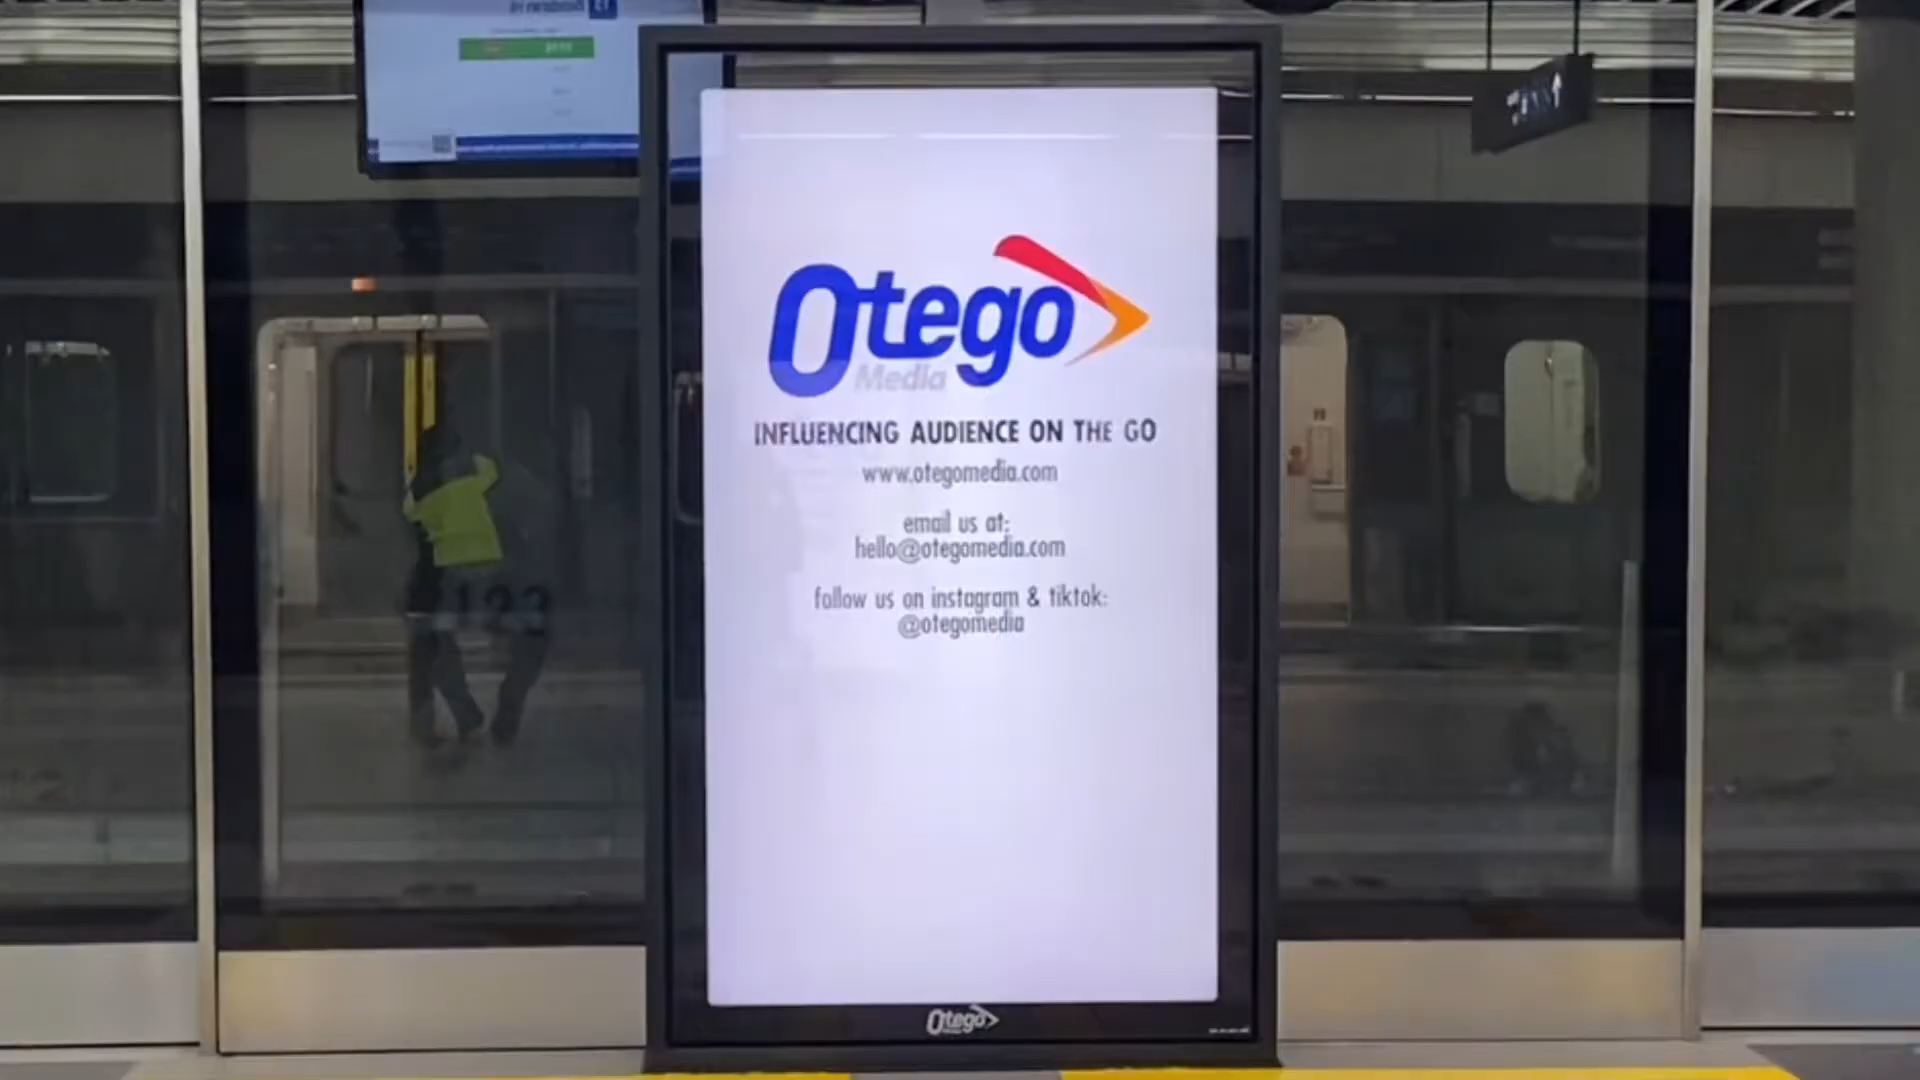 Otego
Media
INFLUENCING AUDIENCE ON THE GO
www.otegomedia.com
email us at:
hello@otegomedia.com
follow us on instagram & tiktok:
@otegomedia
Otego